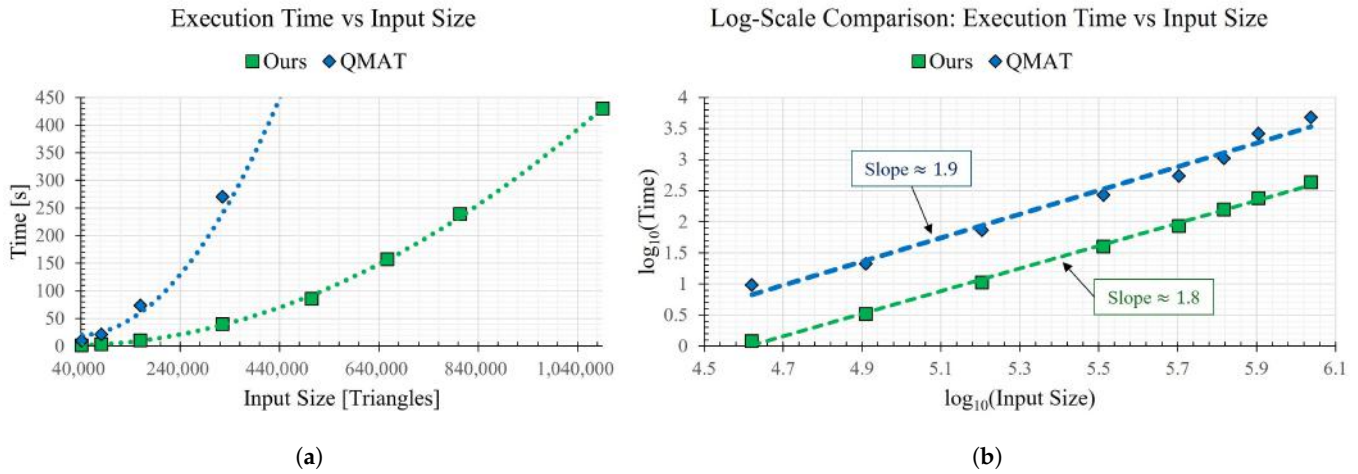 Execution Time vs Input Size
Ours QMAT
450
400
350
300
250
200
150
100
50
0
Time [s]
40,000 240,000 440,000 640,000 840,000 1,040,000
Input Size [Triangles]
(a)
Log-Scale Comparison: Execution Time vs Input Size
Ours QMAT
4
3.5
3
2.5
2
1.5
1
0.5
0
log10(Time)
Slope ≈ 1.9
Slope ≈ 1.8
4.5 4.7 4.9 5.1 5.3 5.5 5.7 5.9 6.1
log10(Input Size)
(b)